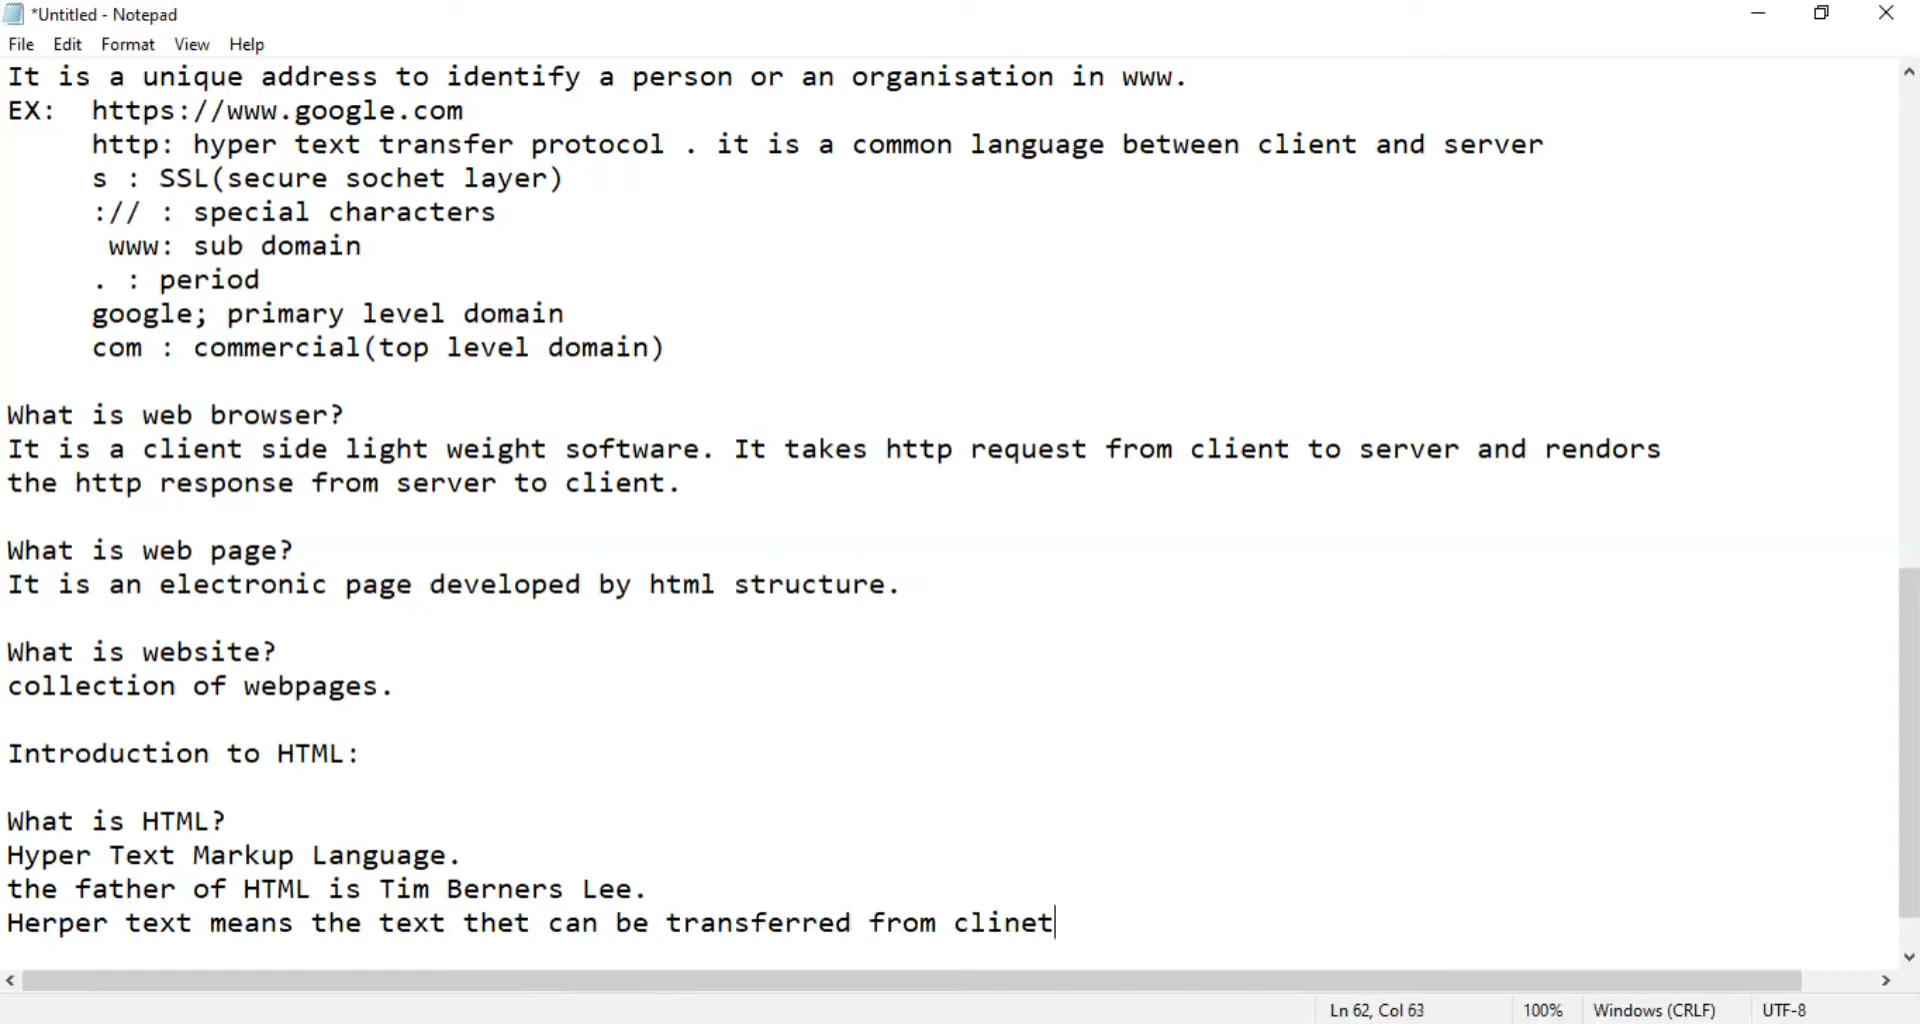 *Untitled - Notepad
File Edit Format View Help
It is a unique address to identify a person or an organisation in www.
EX:  https://www.google.com
     http: hyper text transfer protocol . it is a common language between client and server
     s : SSL(secure sochet layer)
     :// : special characters
      www: sub domain
     . : period
     google; primary level domain
     com : commercial(top level domain)
What is web browser?
It is a client side light weight software. It takes http request from client to server and rendors
the http response from server to client.
What is web page?
It is an electronic page developed by html structure.
What is website?
collection of webpages.
Introduction to HTML:
What is HTML?
Hyper Text Markup Language.
the father of HTML is Tim Berners Lee.
Herper text means the text thet can be transferred from clinet
Ln 62, Col 63 100% Windows (CRLF) UTF-8